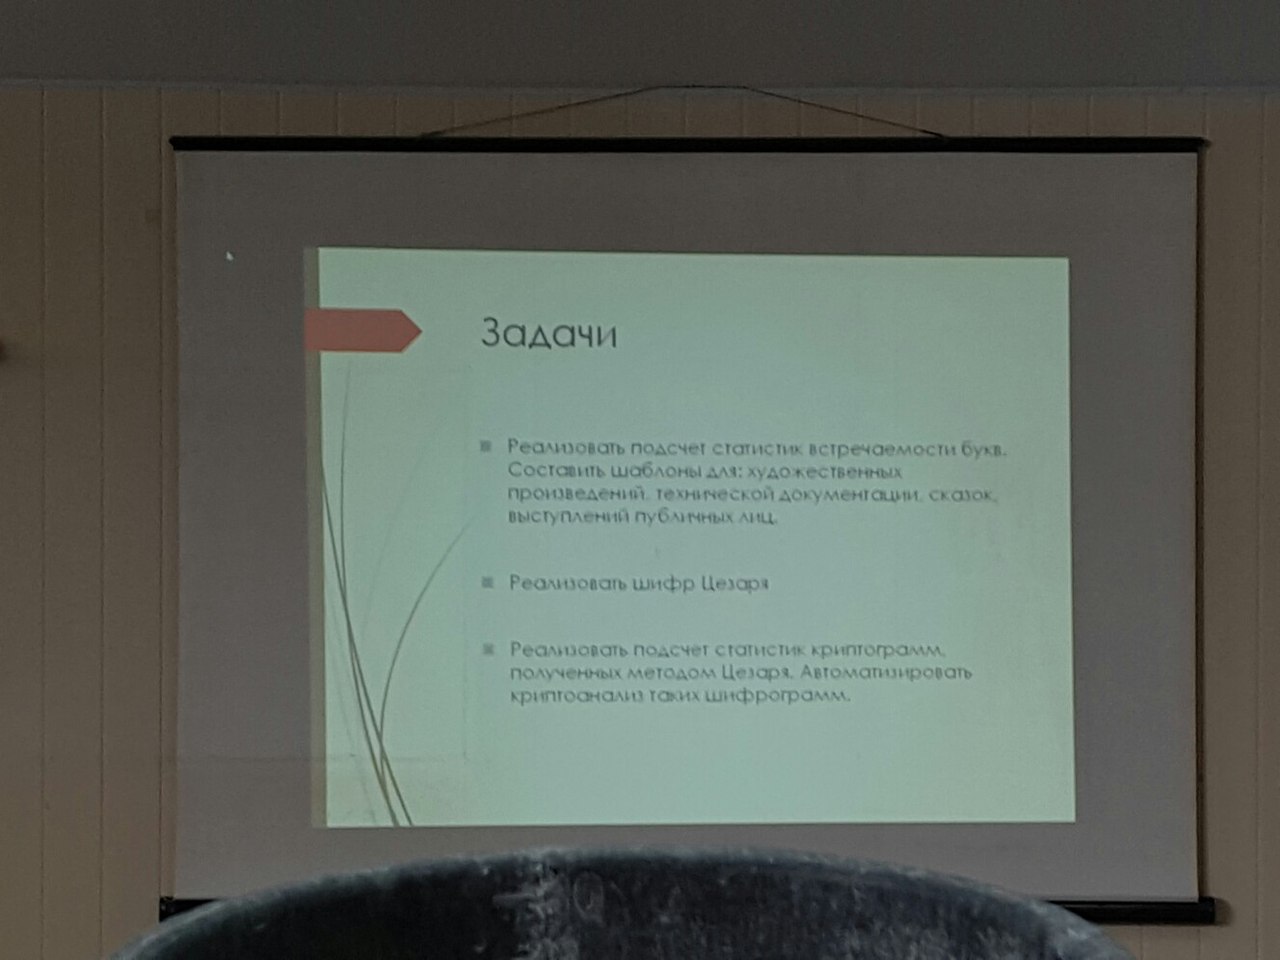 Задачи
Реализовать подсчет статистик встречаемости букв.
Составить шаблоны для: художественных
произведений, технической документации, сказок,
выступлений публичных лиц.
Реализовать шифр Цезаря
Реализовать подсчет статистик криптограмм,
полученных методом Цезаря. Автоматизировать
криптоанализ таких шифрограмм.